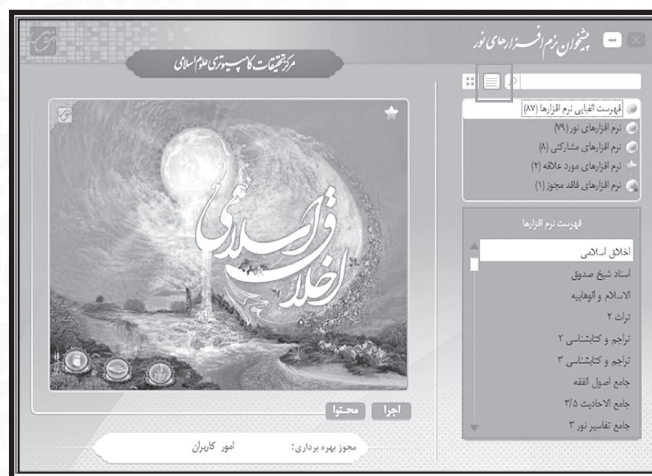 پیشخوان نرم افزارهای نور
مرکز تحقیقات کامپیوتری علوم اسلامی
فهرست الفبایی نرم افزارها (۸۷)
نرم افزارهای نور (۷۹)
نرم افزارهای مشارکتی (۸)
نرم افزارهای مورد علاقه (۲)
نرم افزارهای فاقد مجوز (۱)
فهرست نرم افزارها
اخلاق اسلامی
اسناد شیخ صدوق
الاسلام و الوهابیه
تراث ۲
تراجم و کتابشناسی ۲
تراجم و کتابشناسی ۳
جامع اصول الفقه
جامع الاحادیث ۳/۵
جامع تفاسیر نور ۳
اخلاق اسلامی
اجرا
محتوا
مجوز بهره برداری: امور کاربران